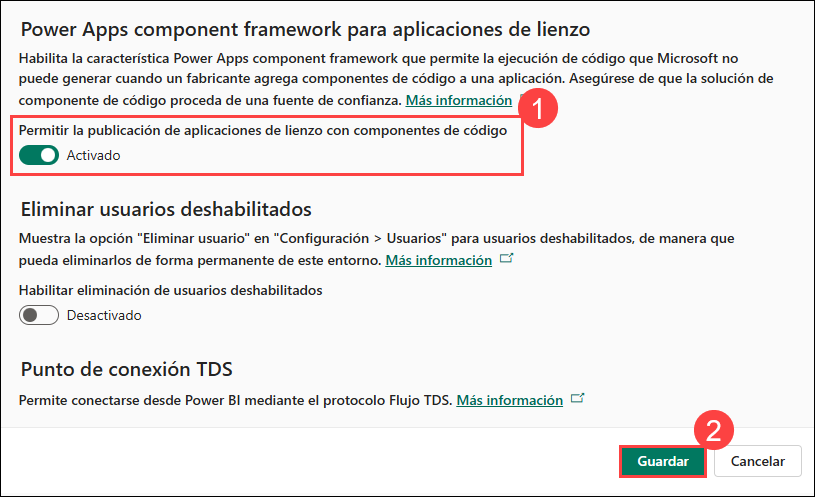 Power Apps component framework para aplicaciones de lienzo
Habilita la característica Power Apps component framework que permite la ejecución de código que Microsoft no
puede generar cuando un fabricante agrega componentes de código a una aplicación. Asegúrese de que la solución de
componente de código proceda de una fuente de confianza. Más información
1
Permitir la publicación de aplicaciones de lienzo con componentes de código
Activado
Eliminar usuarios deshabilitados
Muestra la opción "Eliminar usuario" en "Configuración > Usuarios" para usuarios deshabilitados, de manera que
pueda eliminarlos de forma permanente de este entorno. Más información
Habilitar eliminación de usuarios deshabilitados
Desactivado
Punto de conexión TDS
Permite conectarse desde Power BI mediante el protocolo Flujo TDS. Más información
2
Guardar
Cancelar